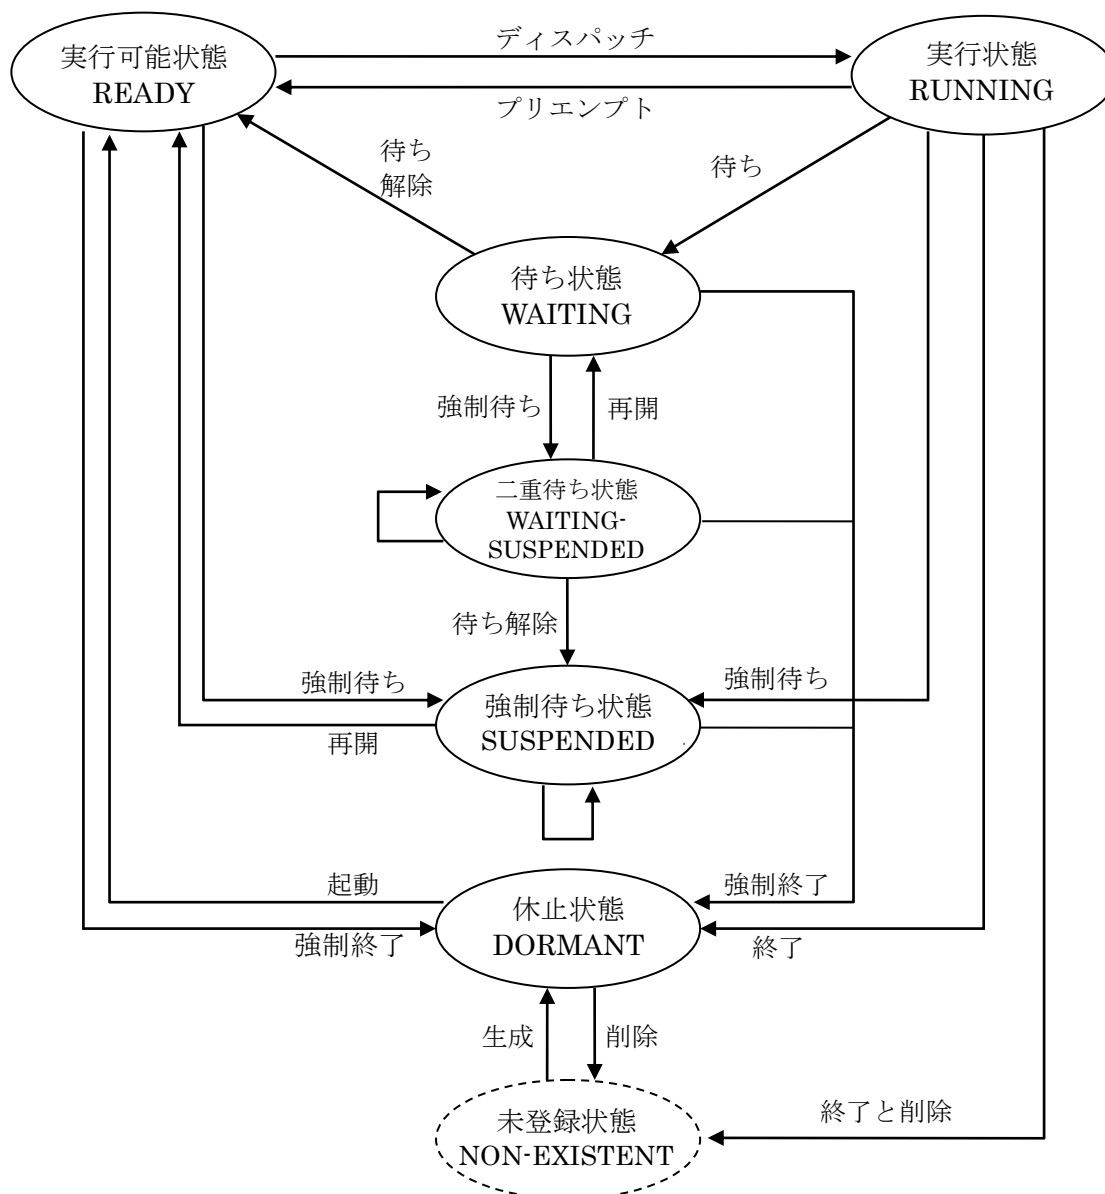 実行可能状態
READY
ディスパッチ
プリエンプト
実行状態
RUNNING
待ち
解除
待ち
待ち状態
WAITING
強制待ち
再開
二重待ち状態
WAITING-
SUSPENDED
待ち解除
強制待ち
強制待ち
強制待ち状態
SUSPENDED
再開
起動
強制終了
休止状態
DORMANT
強制終了
終了
生成
削除
未登録状態
NON-EXISTENT
終了と削除